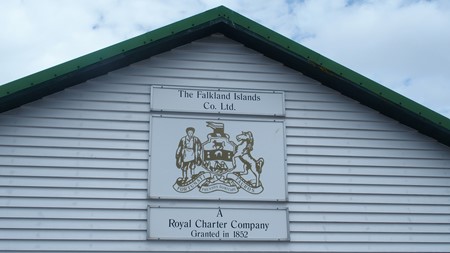 The Falkland Islands
Co. Ltd.
A
Royal Charter Company
Granted in 1852